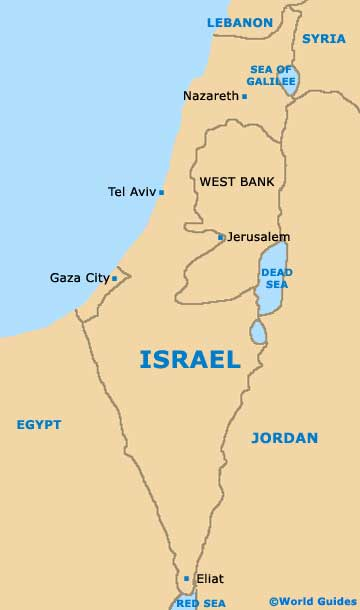 LEBANON
SYRIA
SEA OF
GALILEE
Nazareth
WEST BANK
Tel Aviv
Jerusalem
Gaza City
DEAD
SEA
ISRAEL
EGYPT
JORDAN
Eliat
RED SEA
©World Guides